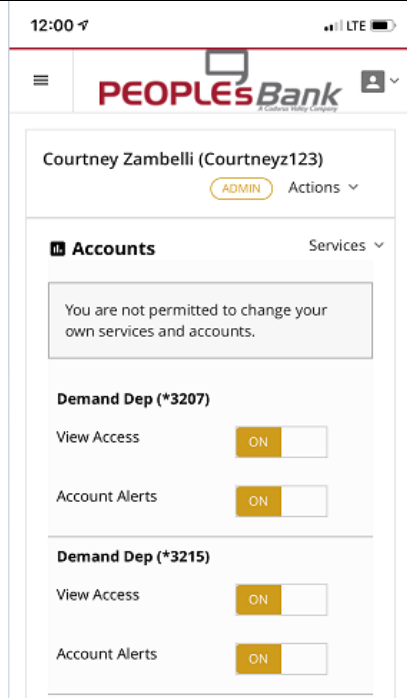 12:00 LTE
PEOPLEsBank
A Codorus Valley Company
Courtney Zambelli (Courtneyz123)
ADMIN Actions
Accounts Services
You are not permitted to change your
own services and accounts.
Demand Dep (*3207)
View Access ON
Account Alerts ON
Demand Dep (*3215)
View Access ON
Account Alerts ON